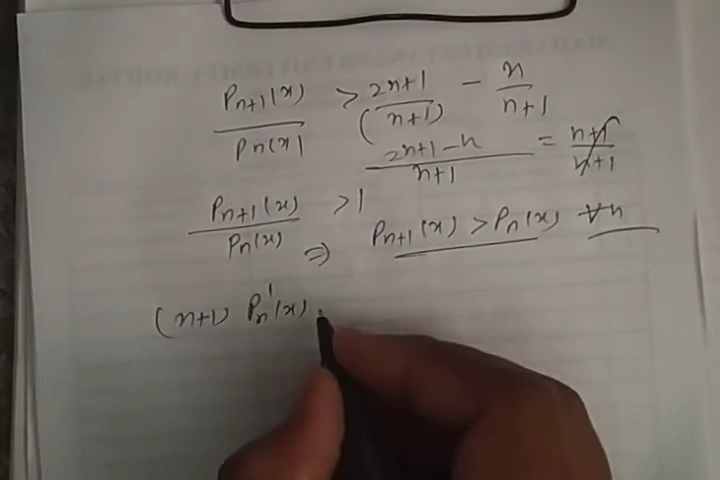 Pn+1(x) / Pn(x) > 2n+1 / (n+1) - n / n+1
2n+1-n / n+1 = n+1 / n+1
Pn+1(x) / Pn(x) > 1
⇒ Pn+1(x) > Pn(x) ∀n
(n+1) Pn'(x)